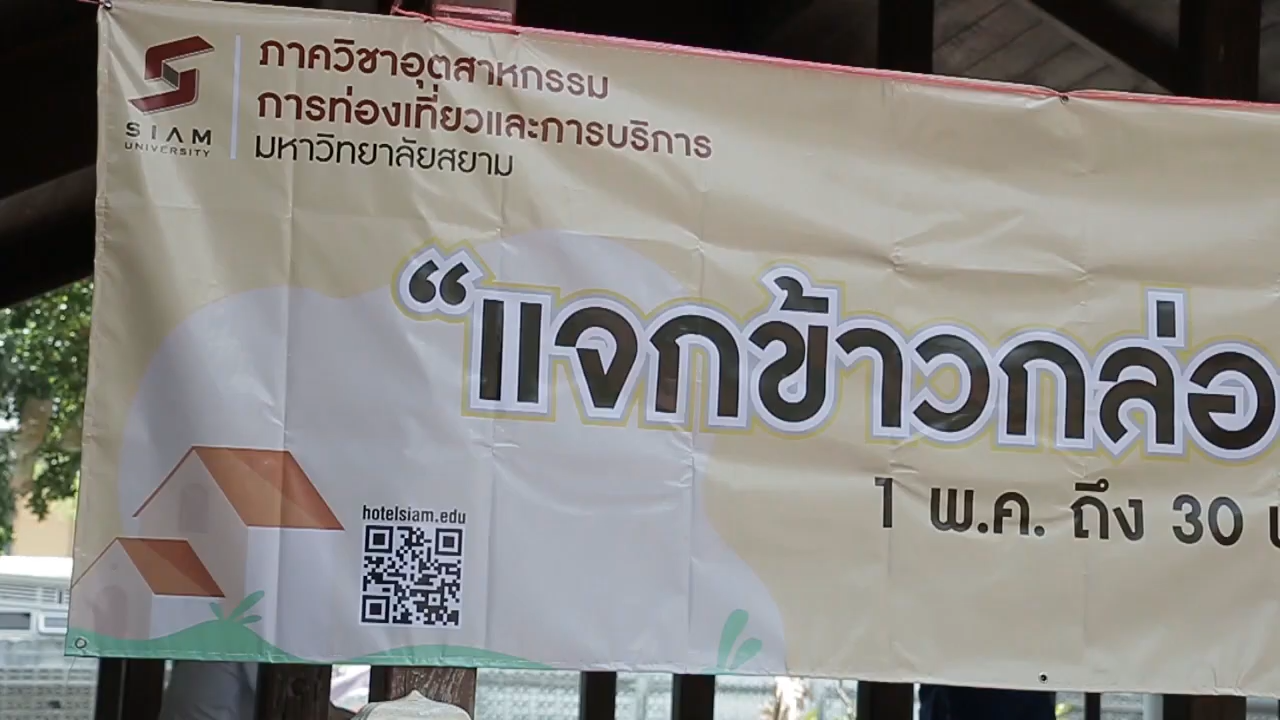 SIAM
UNIVERSITY
ภาควิชาอุตสาหกรรม
การท่องเที่ยวและการบริการ
มหาวิทยาลัยสยาม
“แจกข้าวกล่อ
1 พ.ค. ถึง 30
hotelsiam.edu